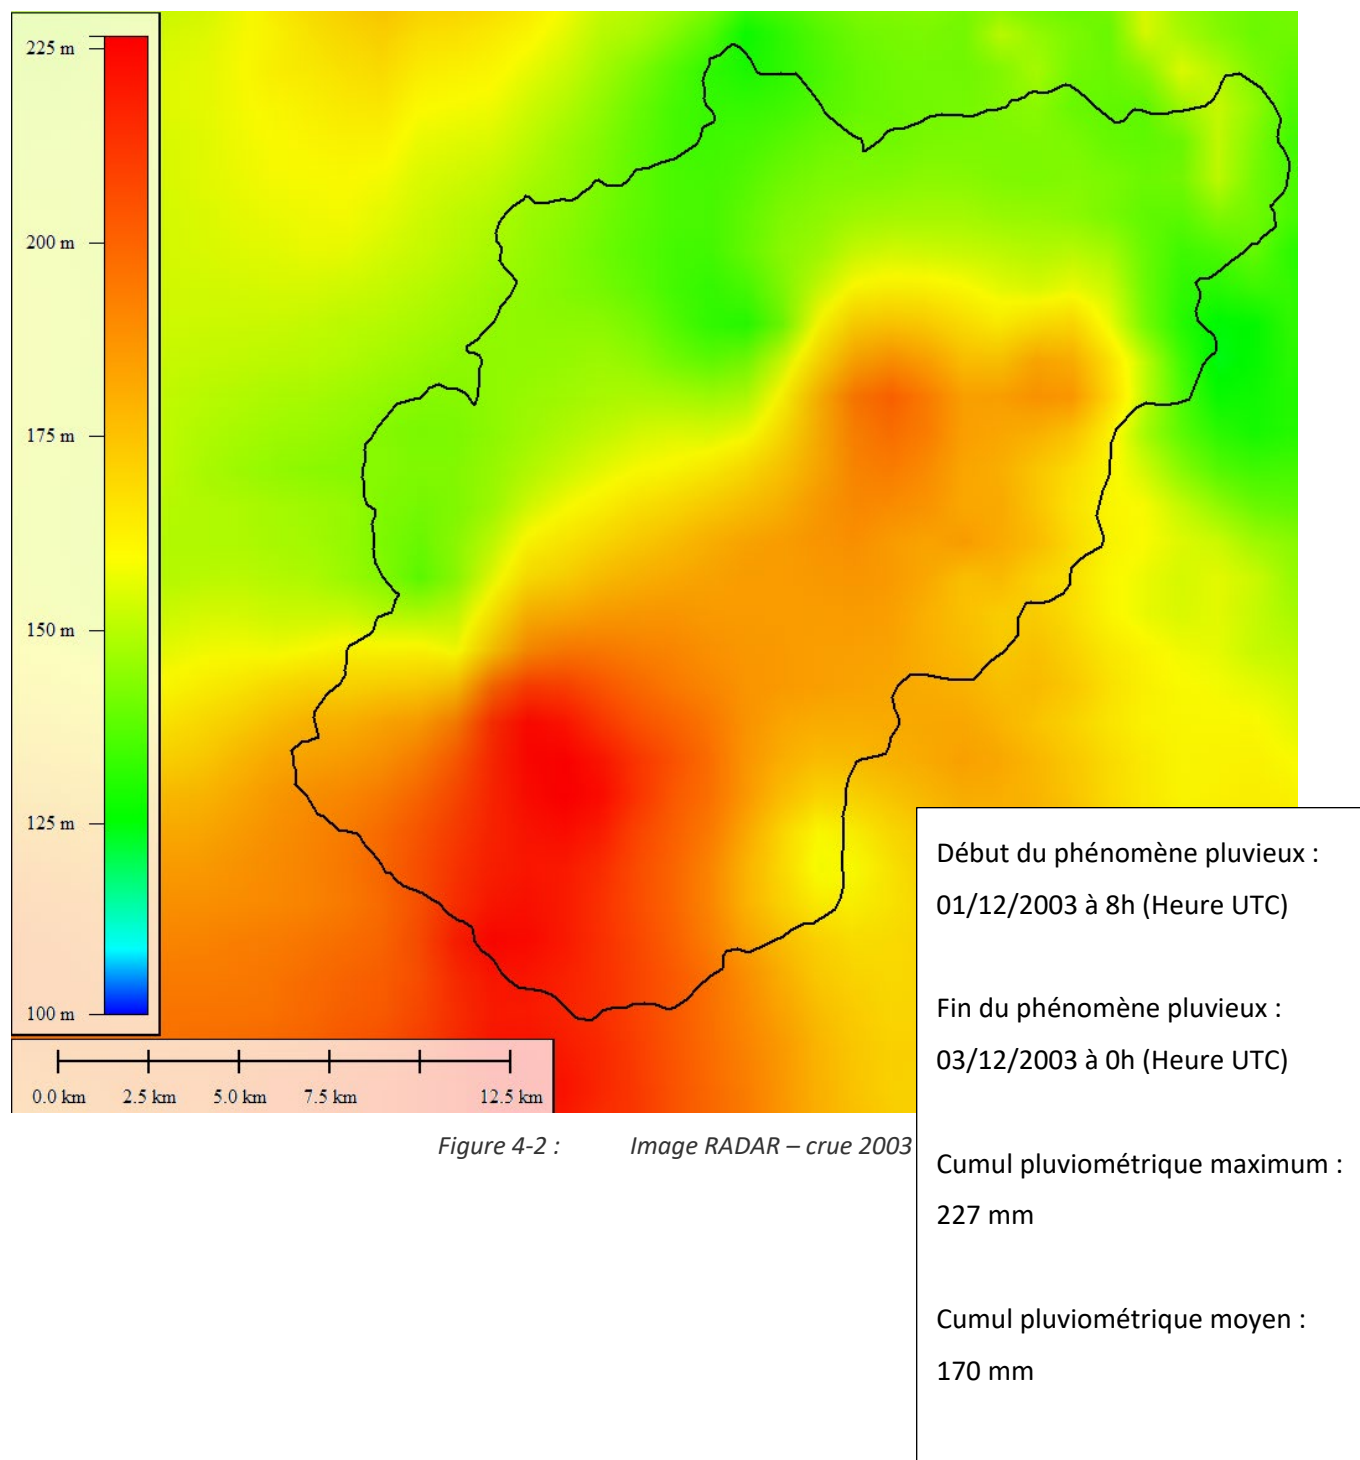 225 m
200 m
175 m
150 m
125 m
100 m
0.0 km 2.5 km 5.0 km 7.5 km 12.5 km
Figure 4-2 : Image RADAR – crue 2003
Début du phénomène pluvieux :
01/12/2003 à 8h (Heure UTC)
Fin du phénomène pluvieux :
03/12/2003 à 0h (Heure UTC)
Cumul pluviométrique maximum :
227 mm
Cumul pluviométrique moyen :
170 mm